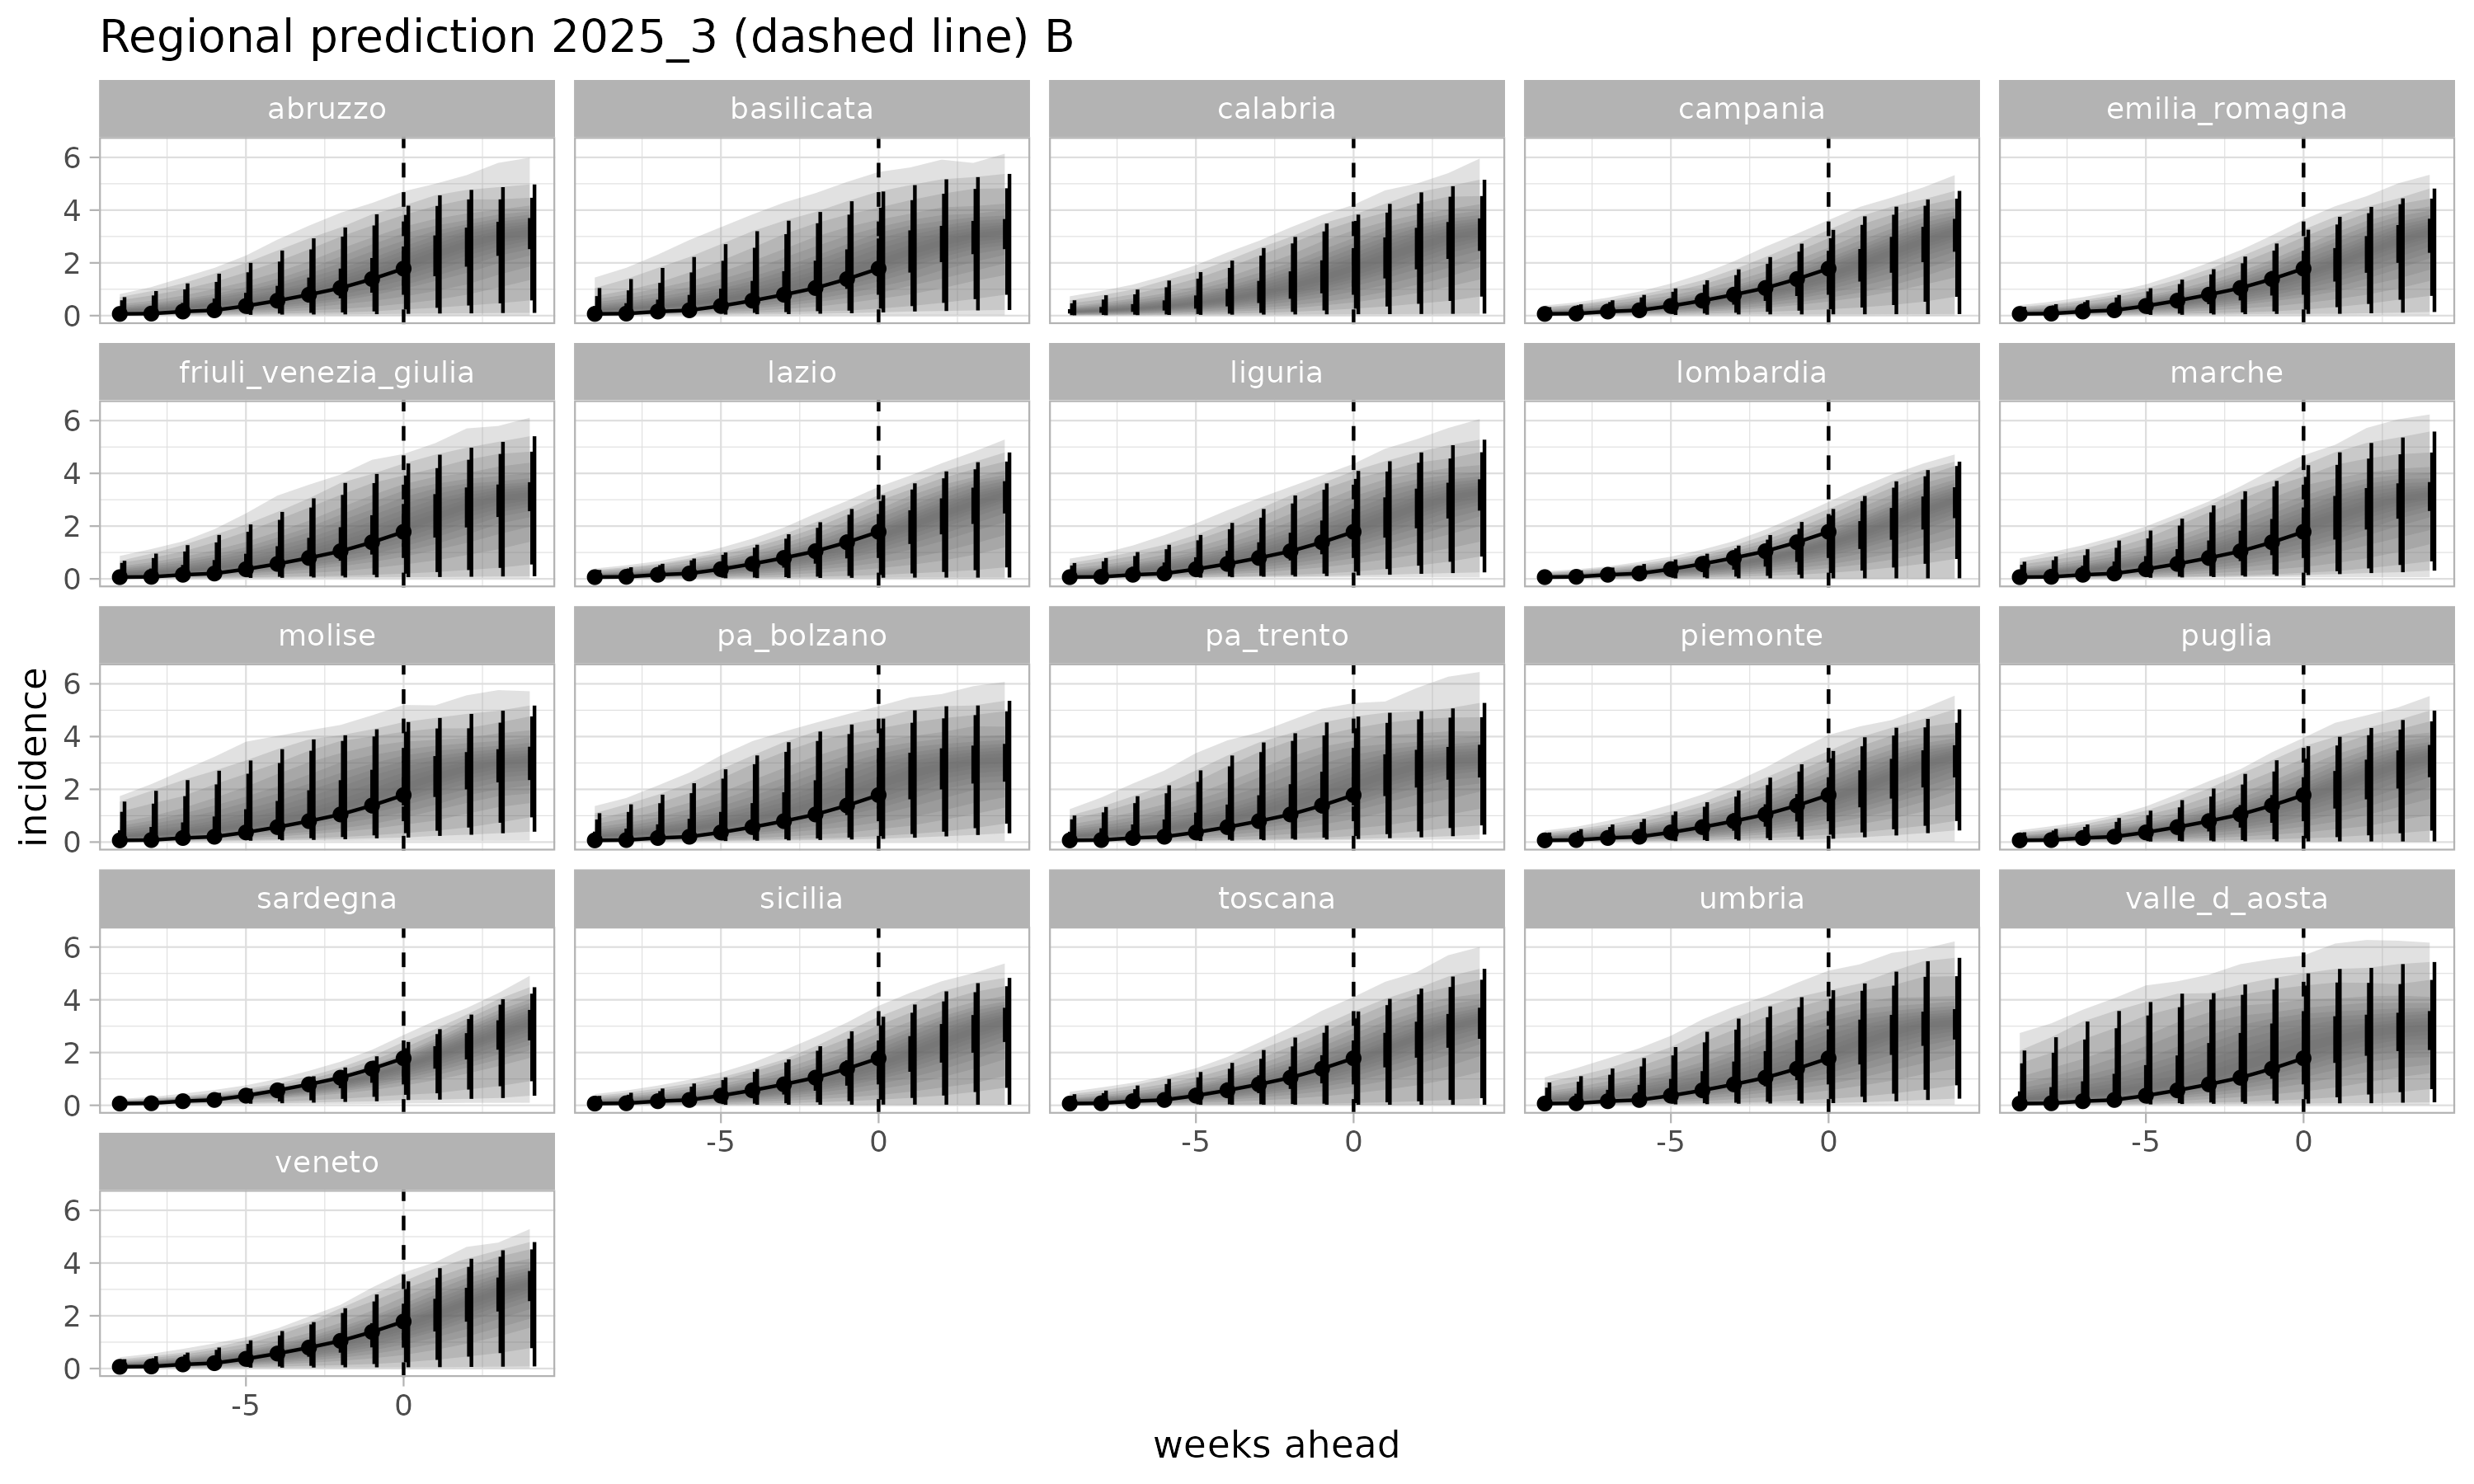 Regional prediction 2025_3 (dashed line) B
abruzzo basilicata calabria campania emilia_romagna
6
4
2
0
friuli_venezia_giulia lazio liguria lombardia marche
6
4
2
0
molise pa_bolzano pa_trento piemonte puglia
6
4
2
0
incidence
sardegna sicilia toscana umbria valle_d_aosta
6
4
2
0
-5 0 -5 0 -5 0 -5 0
veneto
6
4
2
0
-5 0
weeks ahead